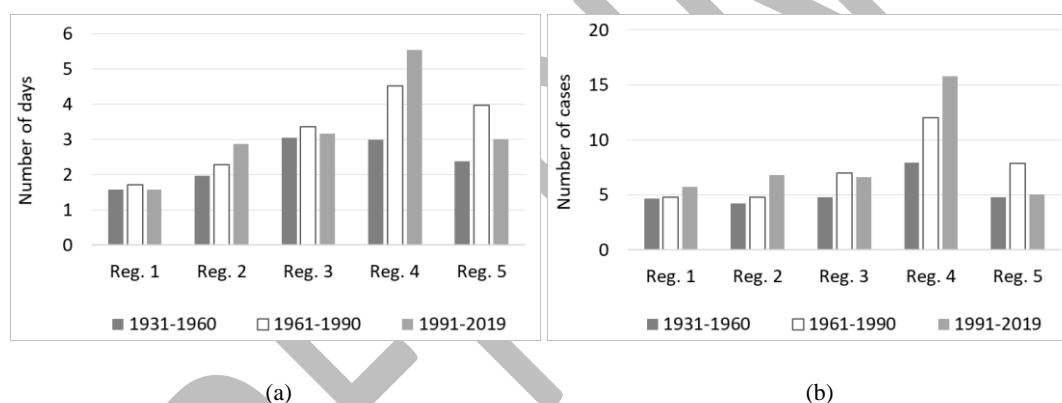 6
5
4
3
2
1
0
Number of days
Reg. 1 Reg. 2 Reg. 3 Reg. 4 Reg. 5
1931-1960 1961-1990 1991-2019
(a)
20
15
10
5
0
Number of cases
Reg. 1 Reg. 2 Reg. 3 Reg. 4 Reg. 5
1931-1960 1961-1990 1991-2019
(b)